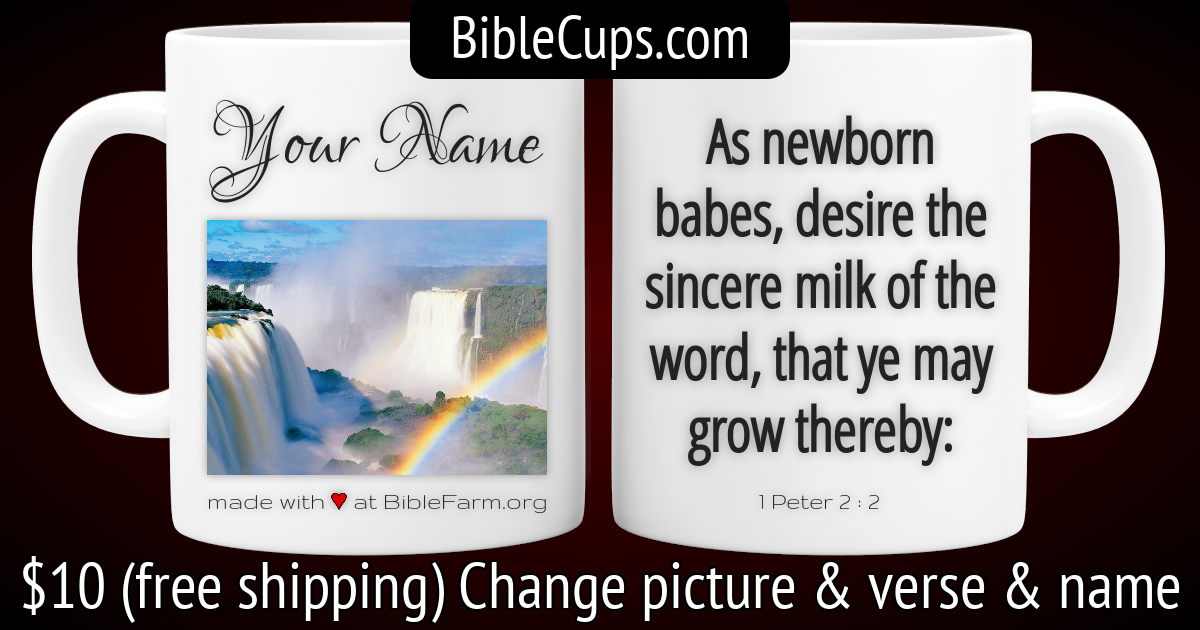 BibleCups.com
Your Name
made with ♥ at BibleFarm.org
As newborn
babes, desire the
sincere milk of the
word, that ye may
grow thereby:
1 Peter 2 : 2
$10 (free shipping) Change picture & verse & name